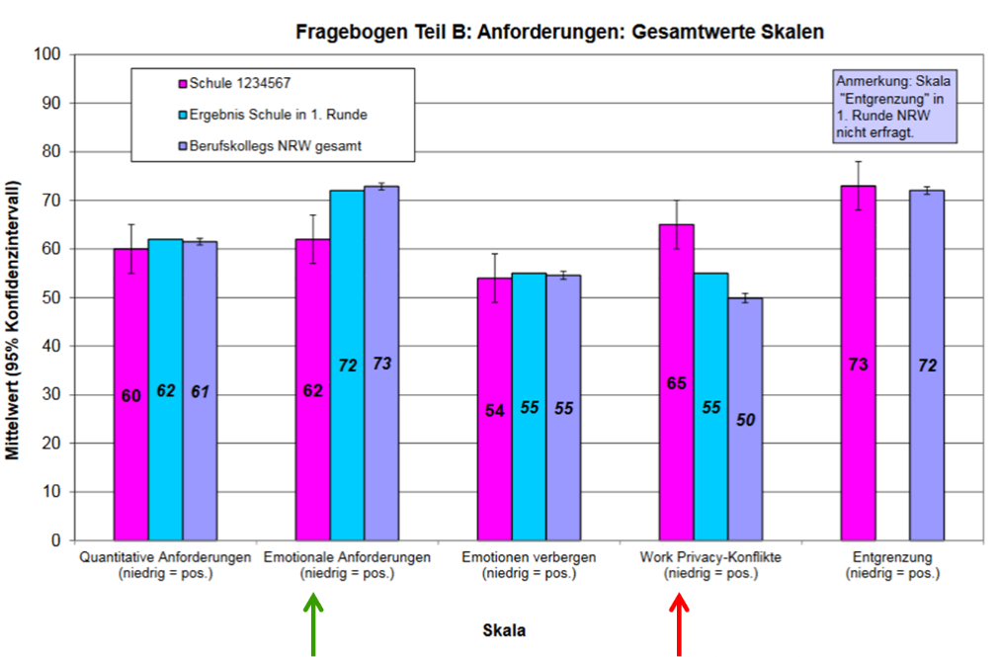 Fragebogen Teil B: Anforderungen: Gesamtwerte Skalen
Mittelwert (95% Konfidenzintervall)
100
90
80
70
60
50
40
30
20
10
0
Schule 1234567
Ergebnis Schule in 1. Runde
Berufskollegs NRW gesamt
Anmerkung: Skala
"Entgrenzung" in
1. Runde NRW
nicht erfragt.
60 62 61
62 72 73
54 55 55
65 55 50
73 72
Quantitative Anforderungen
(niedrig = pos.)
Emotionale Anforderungen
(niedrig = pos.)
Emotionen verbergen
(niedrig = pos.)
Work Privacy-Konflikte
(niedrig = pos.)
Entgrenzung
(niedrig = pos.)
Skala